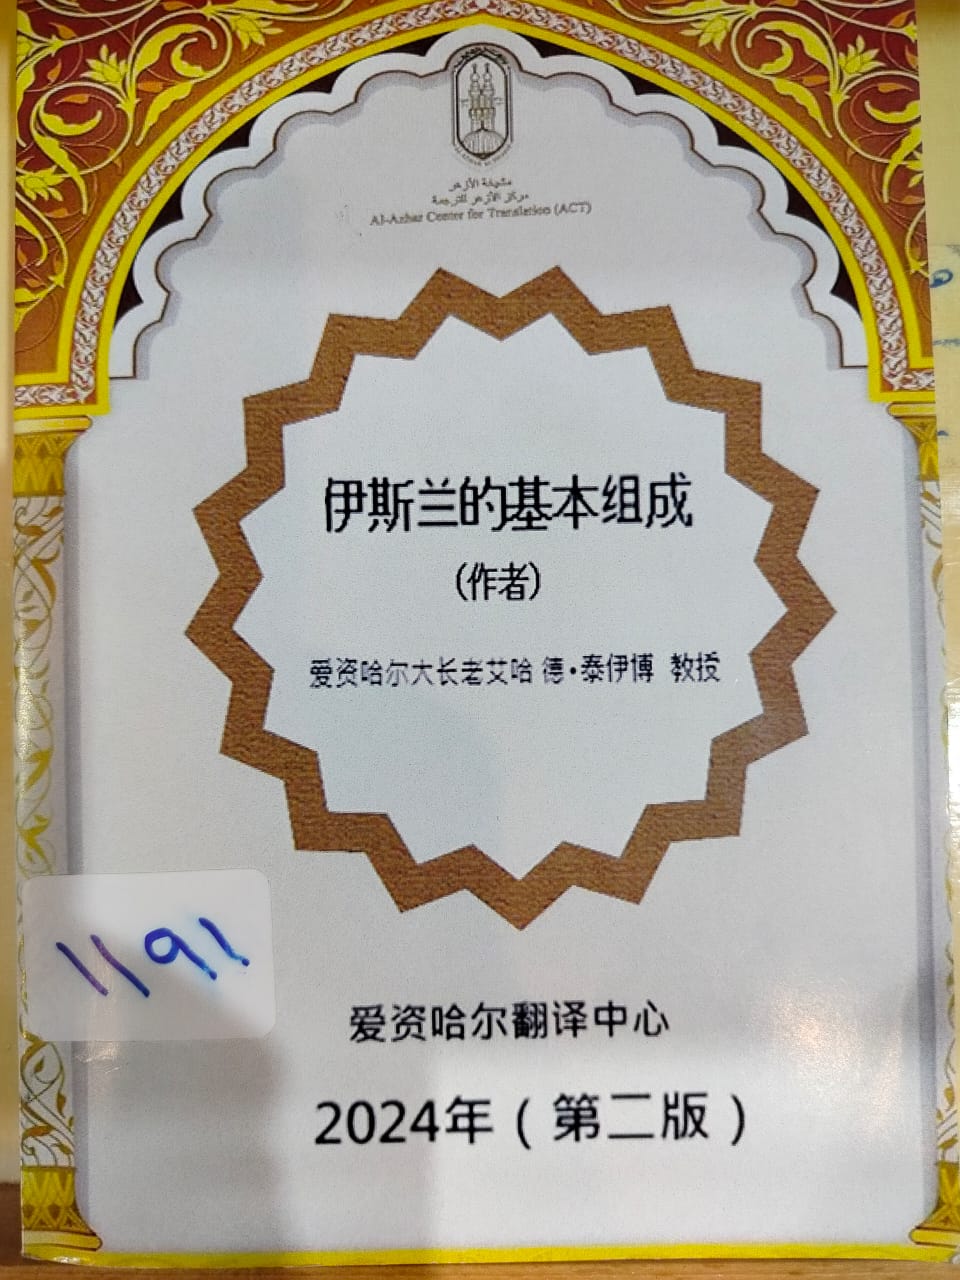 مشيخة الأزهر
مركز الأزهر للترجمة
Al-Azhar Center for Translation (ACT)
伊斯兰的基本组成
(作者)
爱资哈尔大长老艾哈 德·泰伊博 教授
١١٩١
爱资哈尔翻译中心
2024年（第二版）